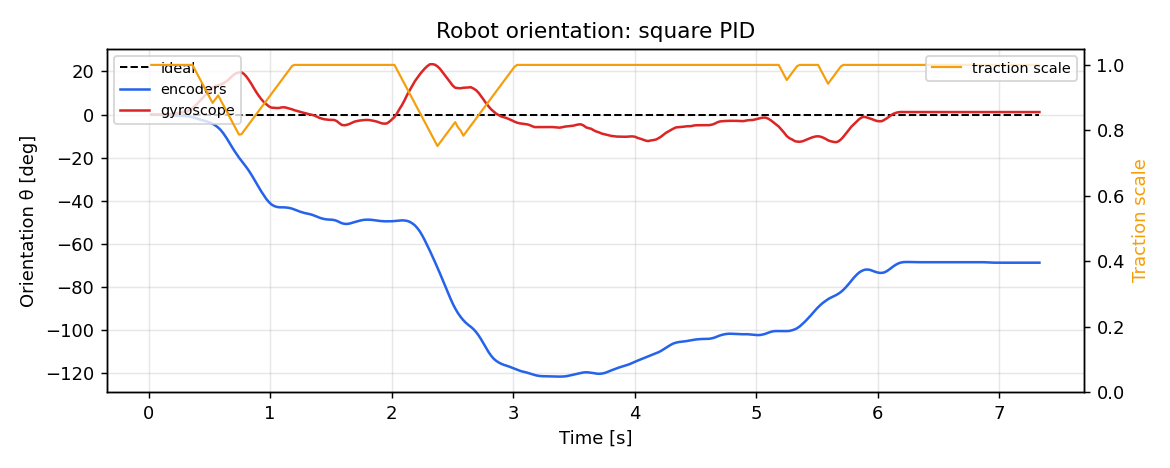 Robot orientation: square PID
ideal
encoders
gyroscope
traction scale
Orientation θ [deg]
20
0
−20
−40
−60
−80
−100
−120
1.0
0.8
0.6
0.4
0.2
0.0
Traction scale
0 1 2 3 4 5 6 7
Time [s]